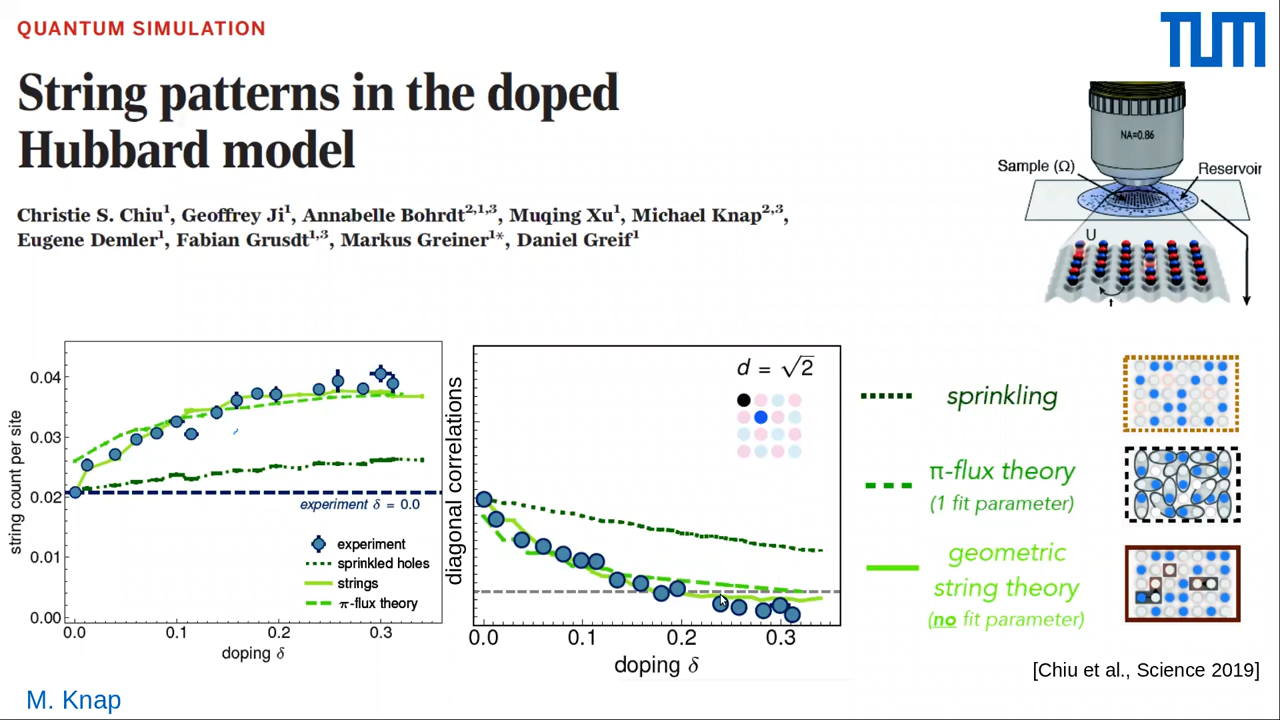 QUANTUM SIMULATION
TUM
String patterns in the doped
Hubbard model
Christie S. Chiu1, Geoffrey Ji1, Annabelle Bohrdt2,1,3, Muqing Xu1, Michael Knap2,3,
Eugene Demler1, Fabian Grusdt1,3, Markus Greiner1*, Daniel Greif1
NA=0.86
Sample (Ω)
Reservoir
U
t
string count per site
0.04
0.03
0.02
0.01
0.00
experiment δ = 0.0
experiment
sprinkled holes
strings
π-flux theory
0.0 0.1 0.2 0.3
doping δ
diagonal correlations
d = √2
0.0 0.1 0.2 0.3
doping δ
sprinkling
π-flux theory
(1 fit parameter)
geometric
string theory
(no fit parameter)
[Chiu et al., Science 2019]
M. Knap